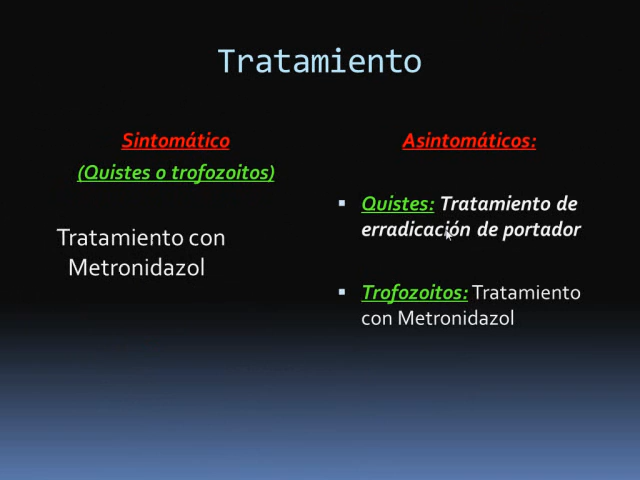 Tratamiento
Sintomático
(Quistes o trofozoitos)
Tratamiento con
Metronidazol
Asintomáticos:
▪ Quistes: Tratamiento de
erradicación de portador
▪ Trofozoitos: Tratamiento
con Metronidazol